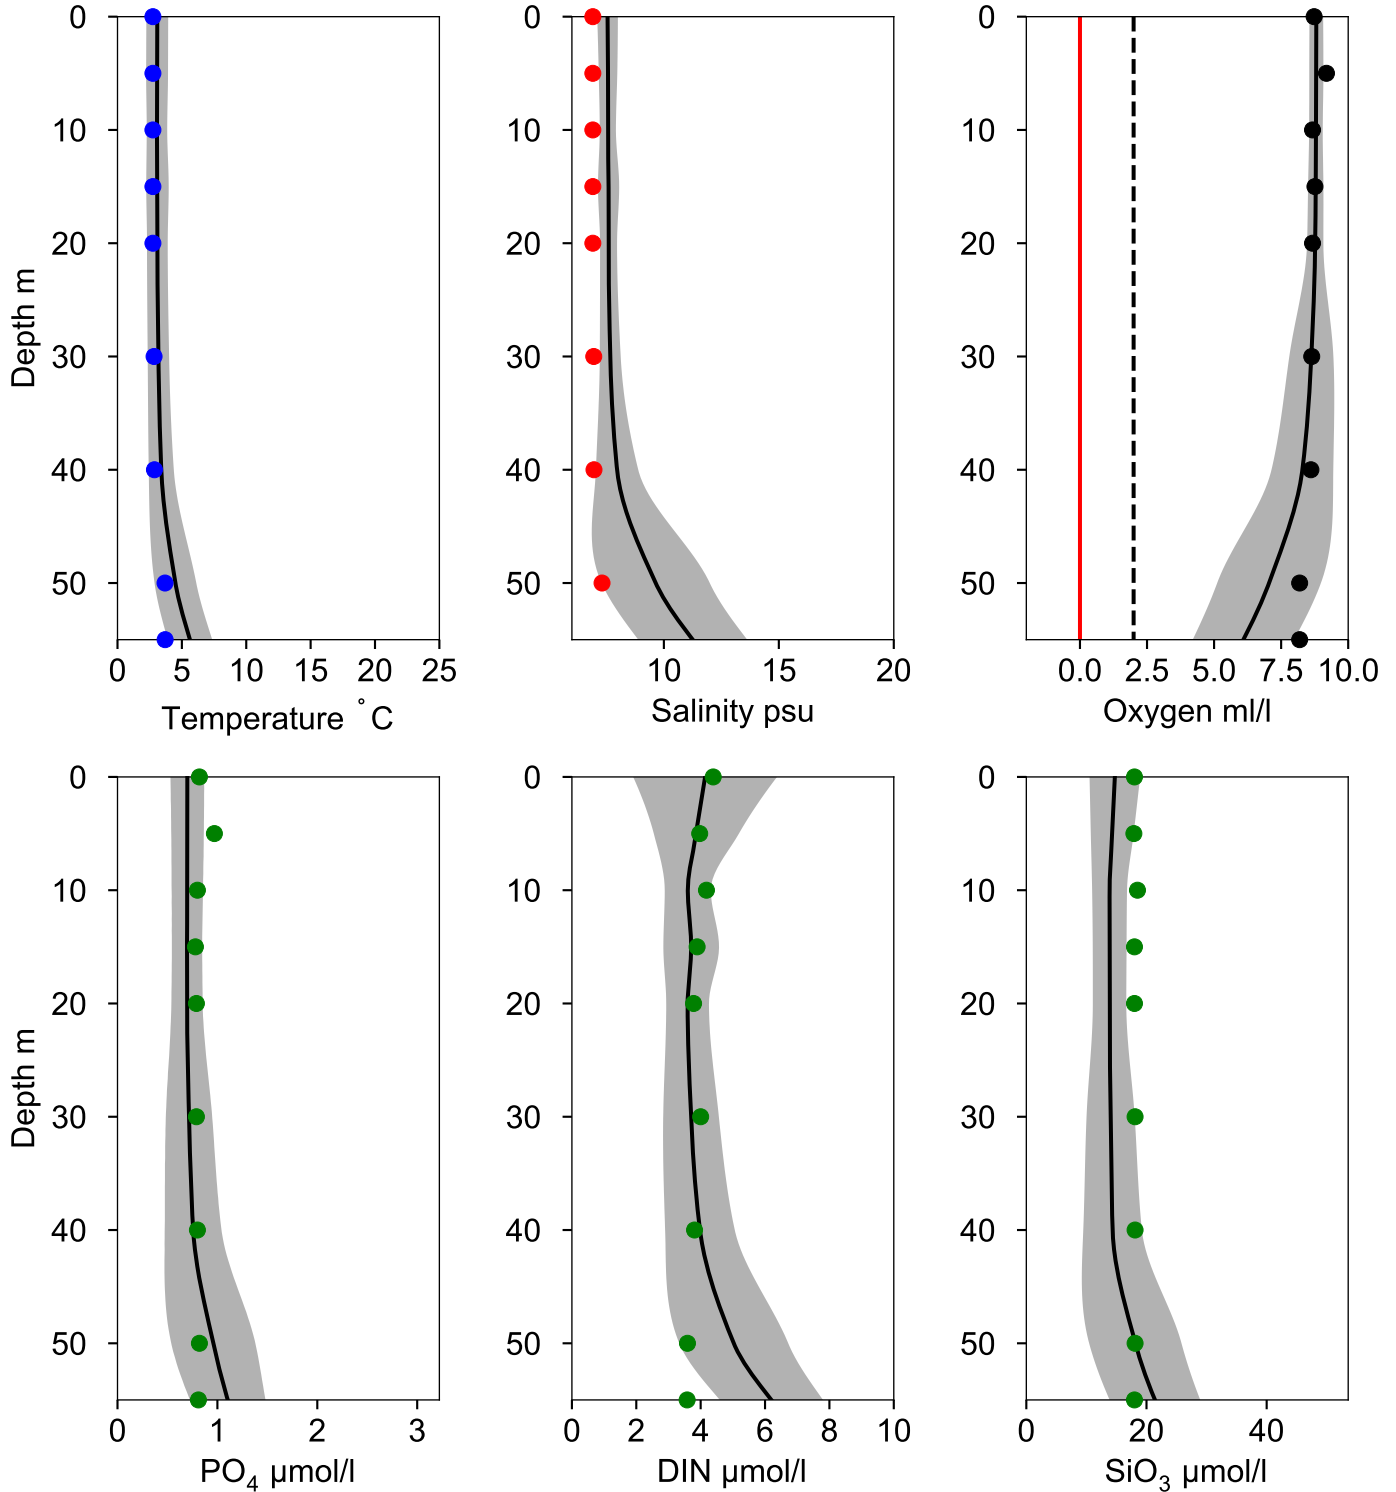 0
10
20
30
40
50
Depth m
0 5 10 15 20 25
Temperature °C
0
10
20
30
40
50
10 15 20
Salinity psu
0
10
20
30
40
50
0.0 2.5 5.0 7.5 10.0
Oxygen ml/l
0
10
20
30
40
50
Depth m
0 1 2 3
PO₄ µmol/l
0
10
20
30
40
50
0 2 4 6 8 10
DIN µmol/l
0
10
20
30
40
50
0 20 40
SiO₃ µmol/l